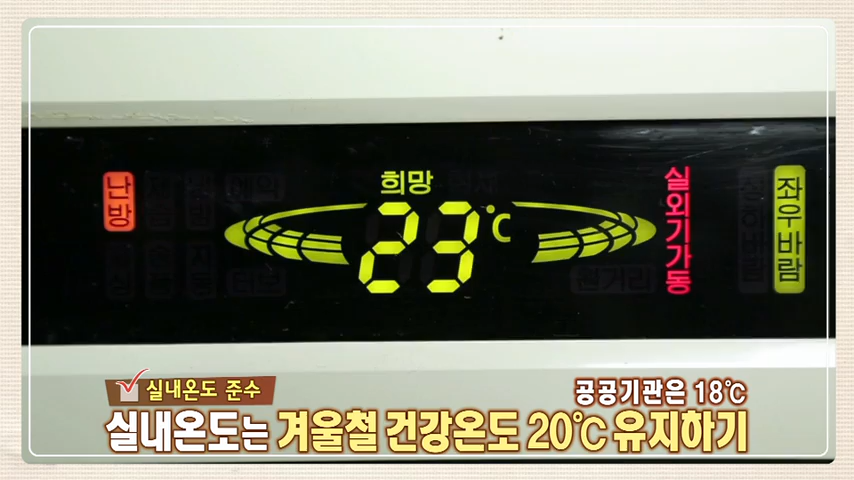 난방
희망
23℃
실외기가동
좌우바람
실내온도 준수
공공기관은 18℃
실내온도는 겨울철 건강온도 20℃ 유지하기